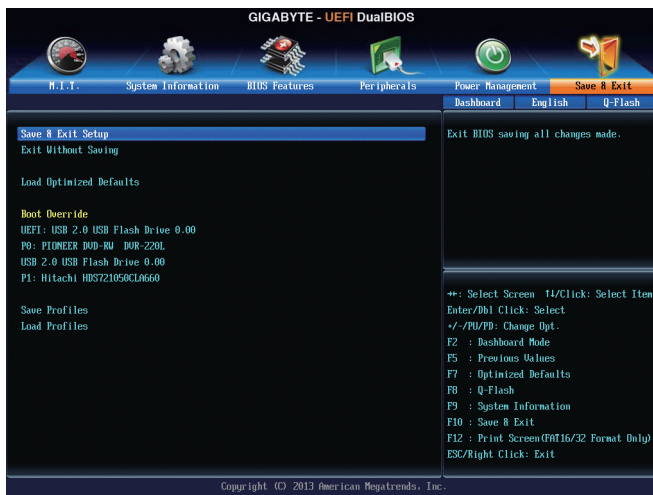 GIGABYTE - UEFI DualBIOS
M.I.T. System Information BIOS Features Peripherals Power Management Save & Exit
Dashboard English Q-Flash
Save & Exit Setup
Exit Without Saving
Load Optimized Defaults
Boot Override
UEFI: USB 2.0 USB Flash Drive 0.00
P0: PIONEER DVD-RW DVR-220L
USB 2.0 USB Flash Drive 0.00
P1: Hitachi HDS721050CLA660
Save Profiles
Load Profiles
Exit BIOS saving all changes made.
→←: Select Screen ↑↓/Click: Select Item
Enter/Dbl Click: Select
+/-/PU/PD: Change Opt.
F2 : Dashboard Mode
F5 : Previous Values
F7 : Optimized Defaults
F8 : Q-Flash
F9 : System Information
F10 : Save & Exit
F12 : Print Screen(FAT16/32 Format Only)
ESC/Right Click: Exit
Copyright (C) 2013 American Megatrends, Inc.